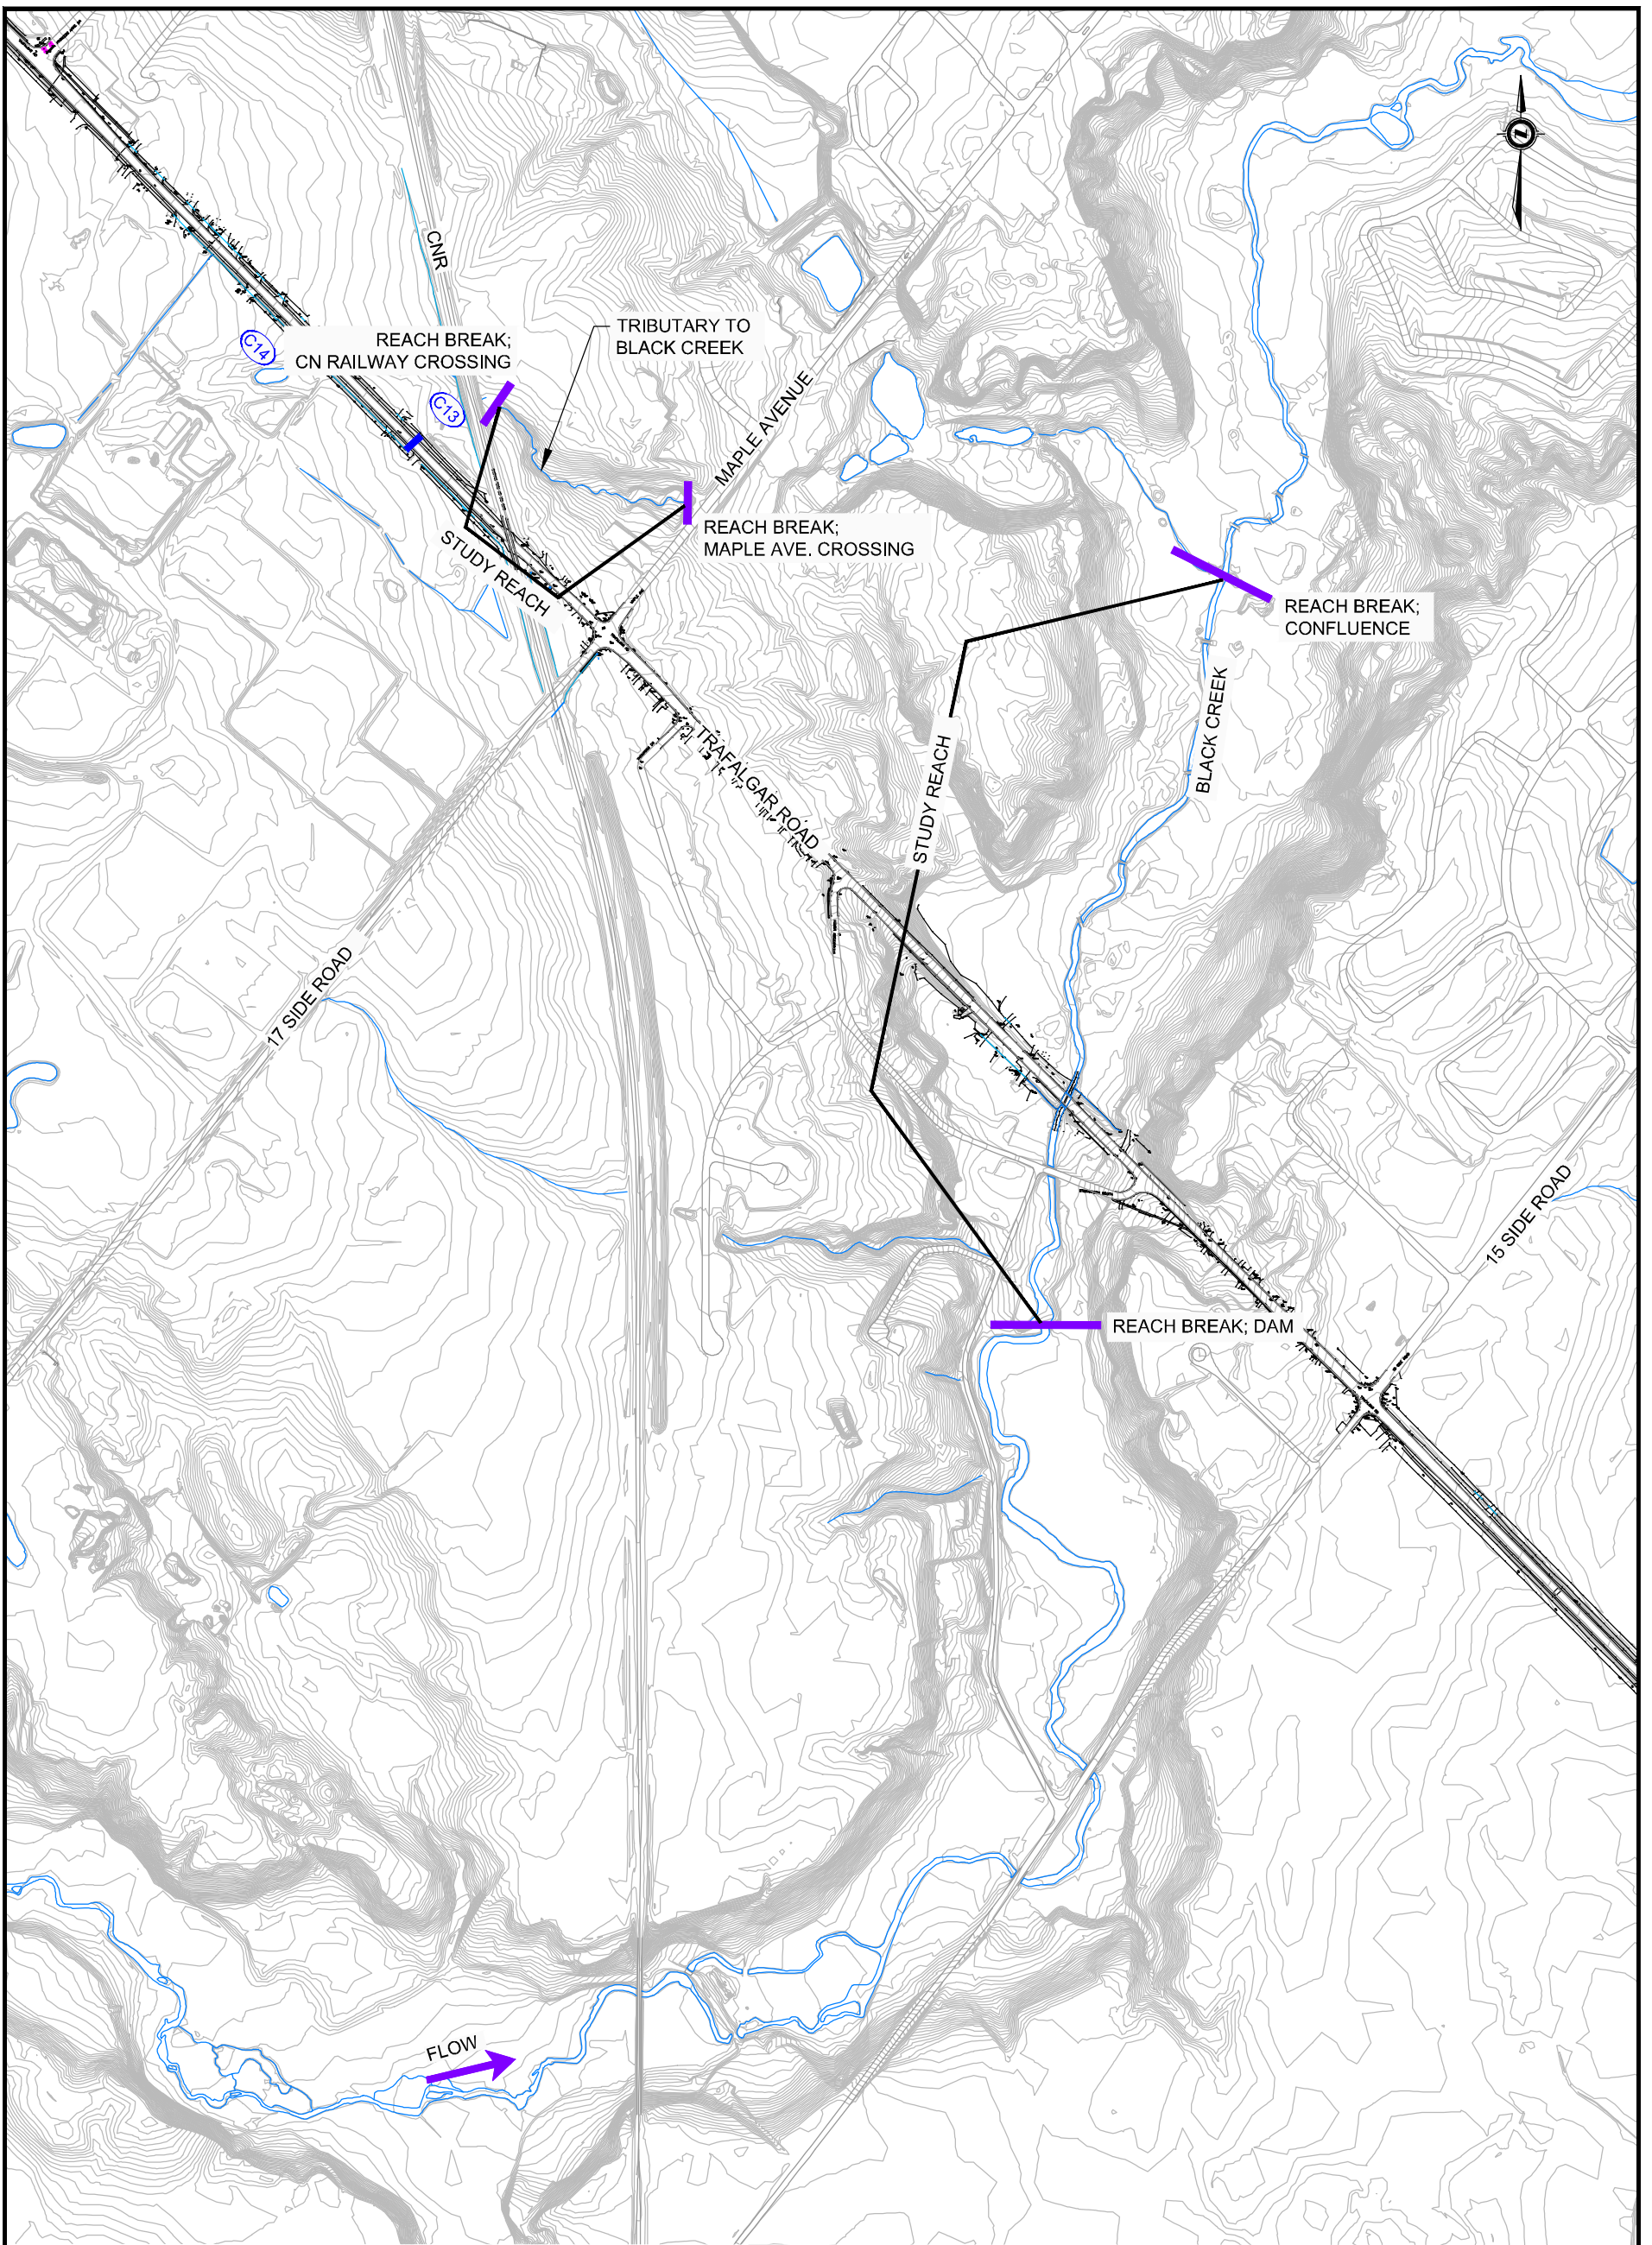 CNR
C14
REACH BREAK;
CN RAILWAY CROSSING
TRIBUTARY TO
BLACK CREEK
C13
MAPLE AVENUE
REACH BREAK;
MAPLE AVE. CROSSING
STUDY REACH
REACH BREAK;
CONFLUENCE
BLACK CREEK
STUDY REACH
TRAFALGAR ROAD
17 SIDE ROAD
15 SIDE ROAD
REACH BREAK; DAM
FLOW